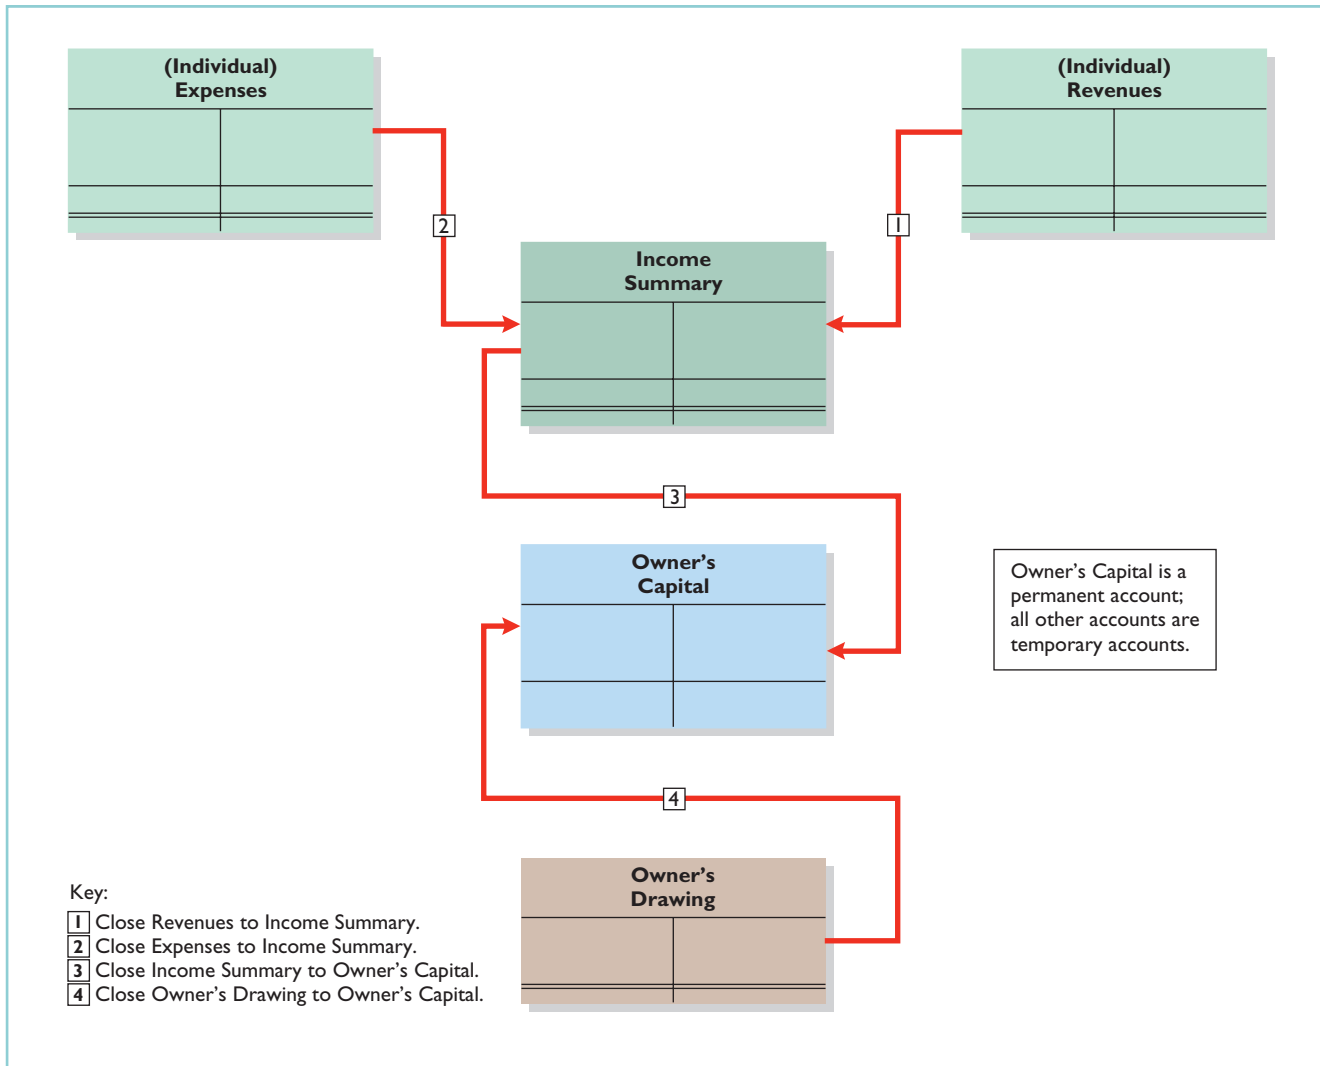 (Individual)
Expenses
(Individual)
Revenues
2
1
Income
Summary
3
Owner's
Capital
Owner's Capital is a
permanent account;
all other accounts are
temporary accounts.
4
Owner's
Drawing
Key:
1 Close Revenues to Income Summary.
2 Close Expenses to Income Summary.
3 Close Income Summary to Owner's Capital.
4 Close Owner's Drawing to Owner's Capital.